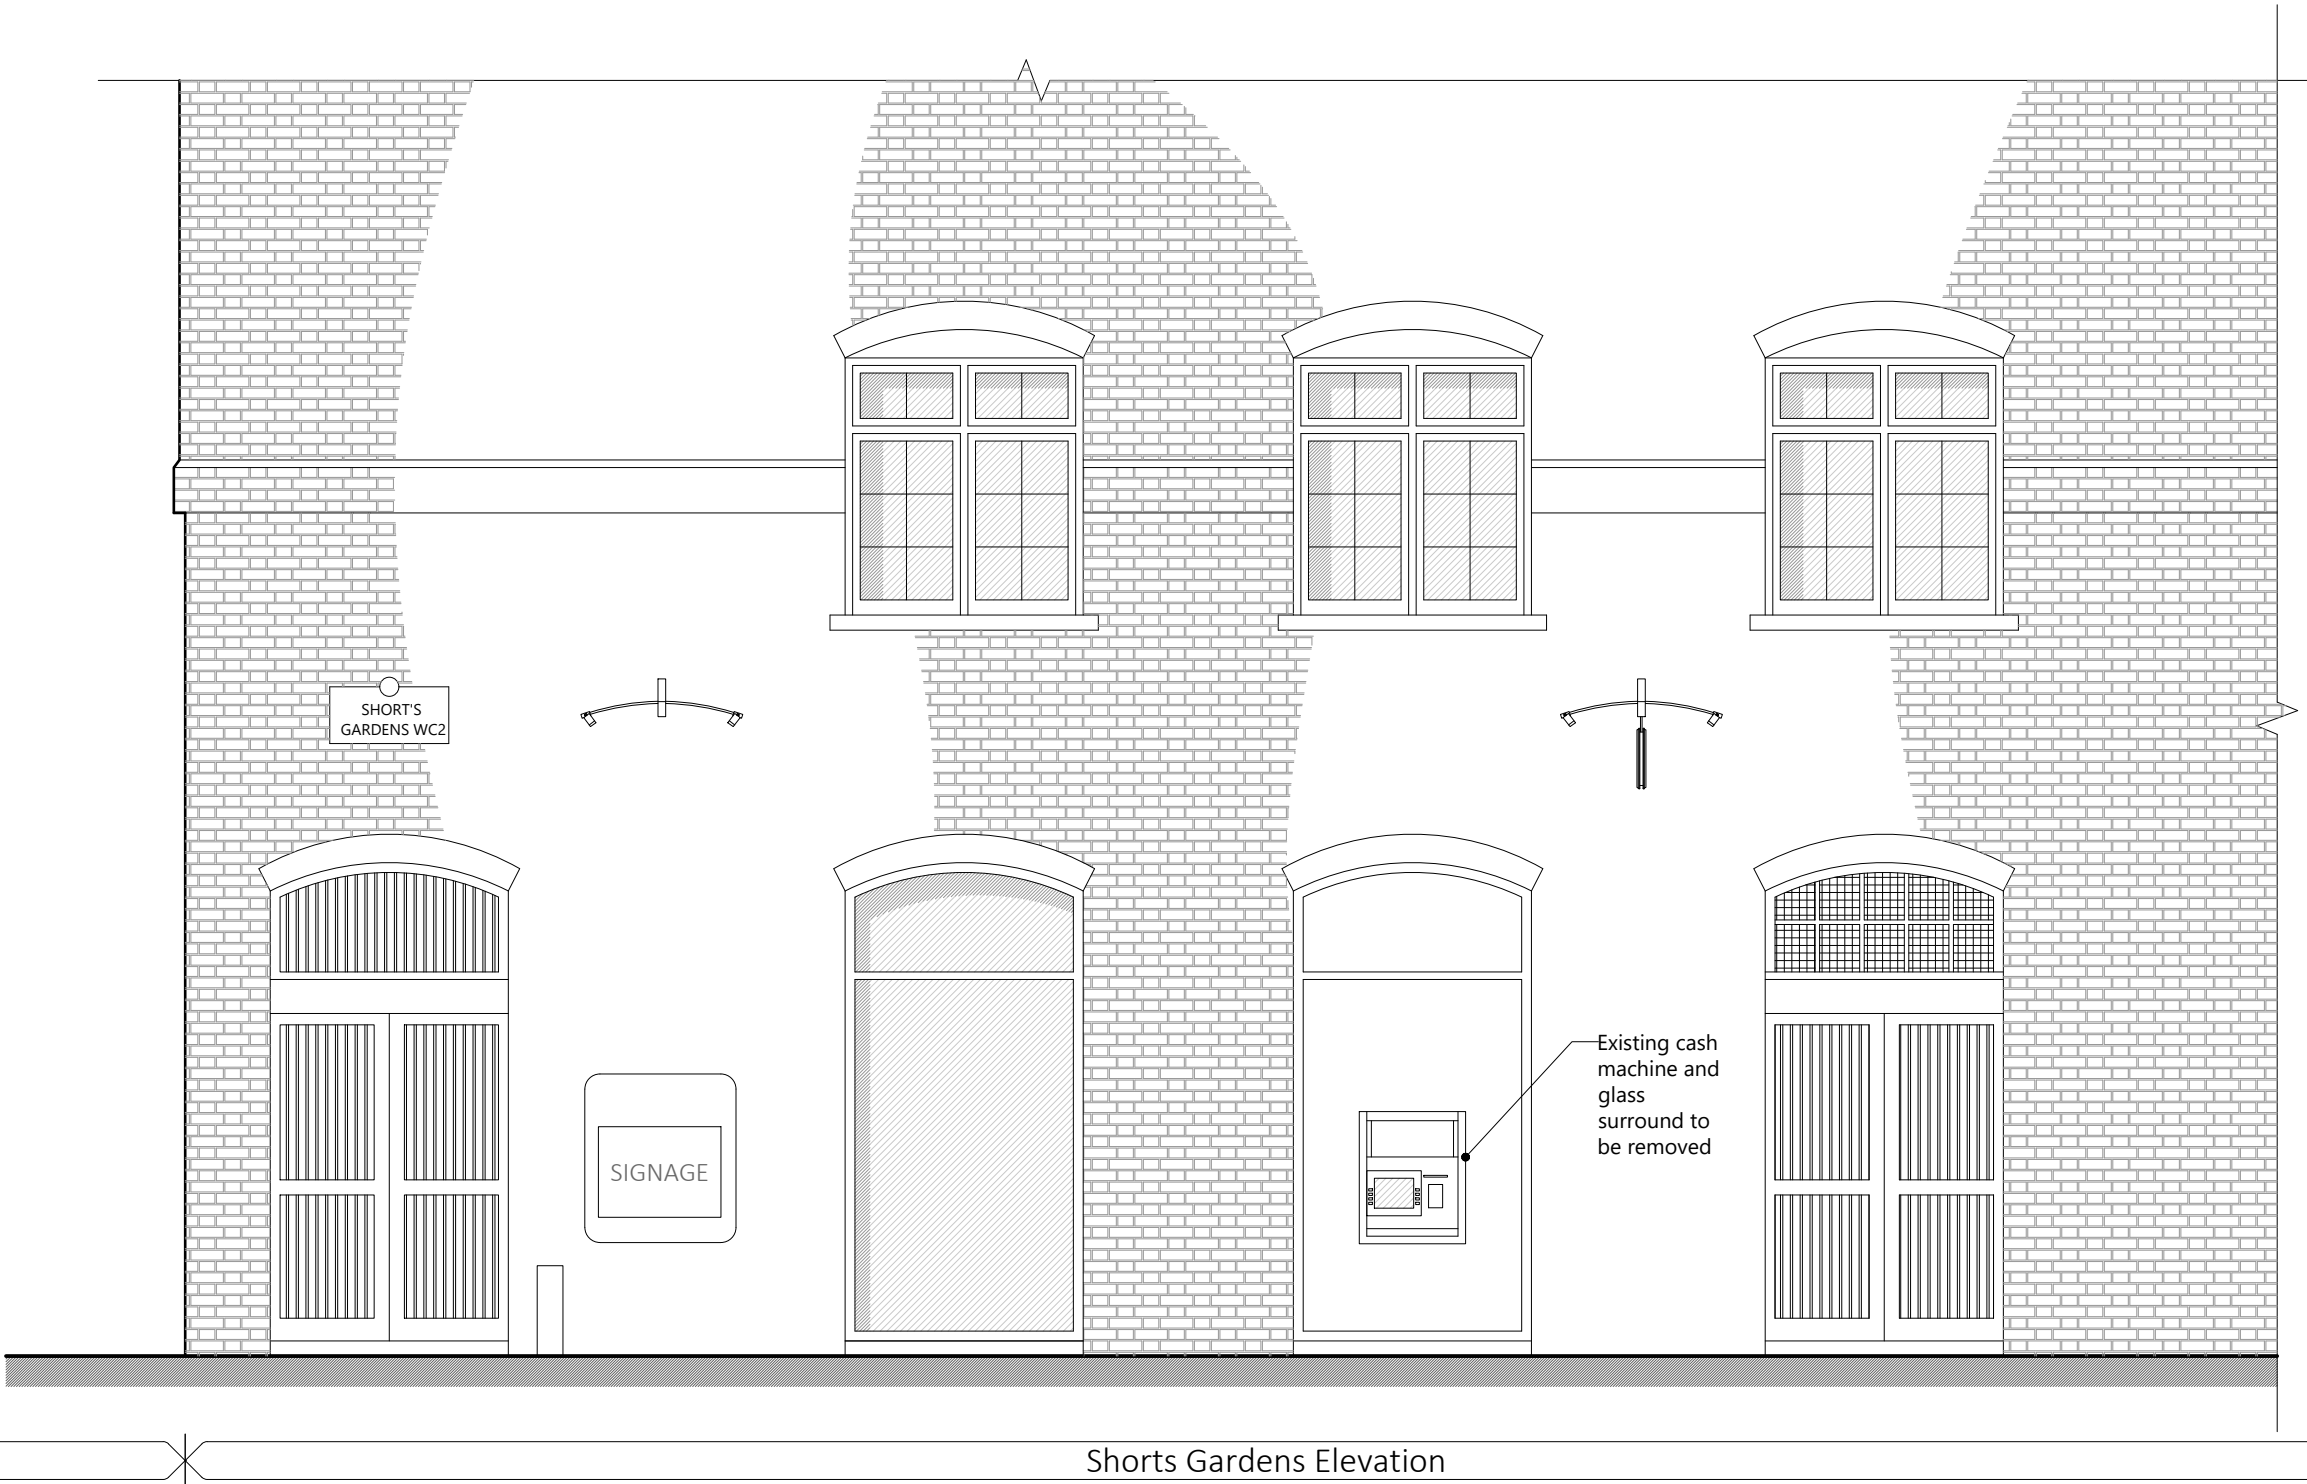 SHORT'S
GARDENS WC2
Existing cash
machine and
glass
surround to
be removed
SIGNAGE
Shorts Gardens Elevation